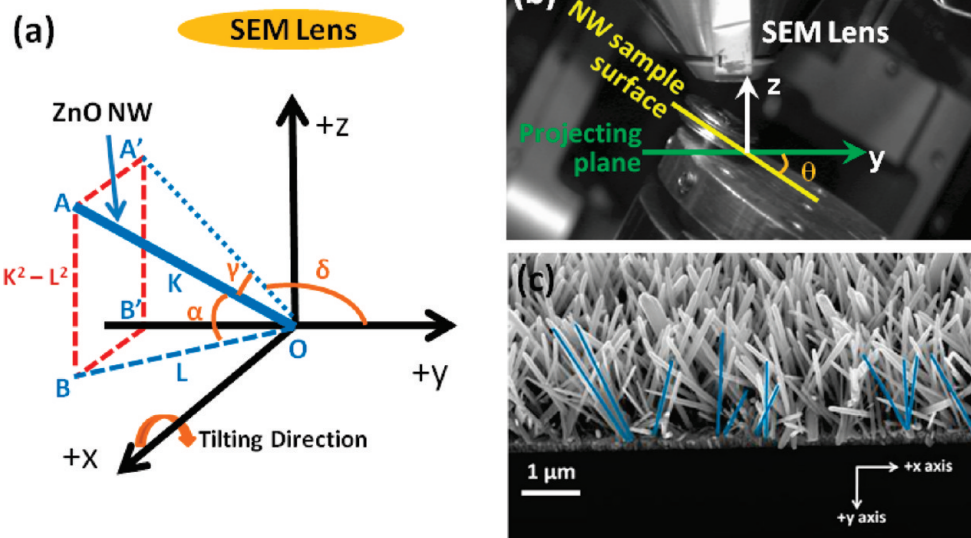 (a)
SEM Lens
ZnO NW
+z
A'
A
K² – L²
K
γ
δ
α
B'
B
L
O
+y
+x
Tilting Direction
(b)
NW sample
surface
SEM Lens
z
Projecting
plane
y
θ
(c)
1 μm
+x axis
+y axis